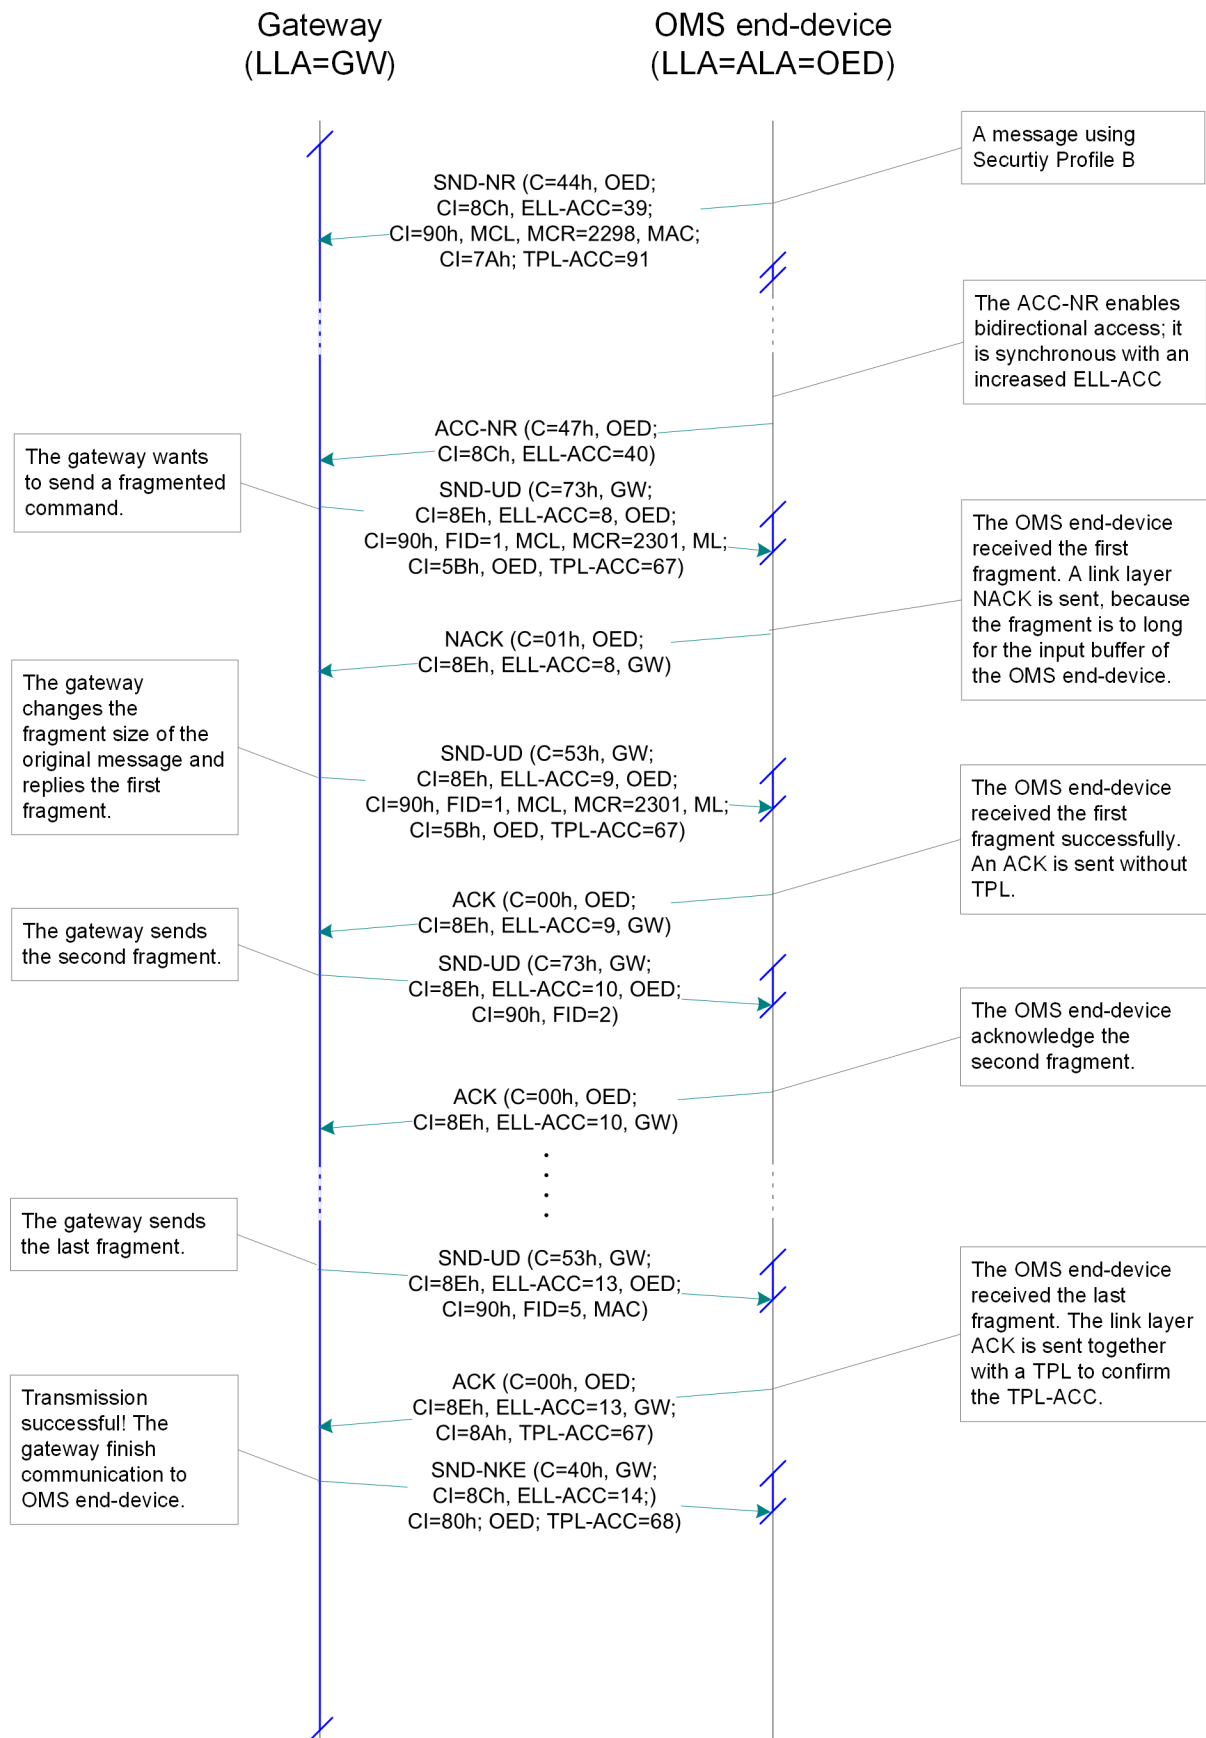 Gateway
(LLA=GW)
OMS end-device
(LLA=ALA=OED)
A message using
Securtiy Profile B
SND-NR (C=44h, OED;
CI=8Ch, ELL-ACC=39;
CI=90h, MCL, MCR=2298, MAC;
CI=7Ah; TPL-ACC=91
The ACC-NR enables
bidirectional access; it
is synchronous with an
increased ELL-ACC
ACC-NR (C=47h, OED;
CI=8Ch, ELL-ACC=40)
The gateway wants
to send a fragmented
command.
SND-UD (C=73h, GW;
CI=8Eh, ELL-ACC=8, OED;
CI=90h, FID=1, MCL, MCR=2301, ML;
CI=5Bh, OED, TPL-ACC=67)
The OMS end-device
received the first
fragment. A link layer
NACK is sent, because
the fragment is to long
for the input buffer of
the OMS end-device.
NACK (C=01h, OED;
CI=8Eh, ELL-ACC=8, GW)
The gateway
changes the
fragment size of the
original message and
replies the first
fragment.
SND-UD (C=53h, GW;
CI=8Eh, ELL-ACC=9, OED;
CI=90h, FID=1, MCL, MCR=2301, ML;
CI=5Bh, OED, TPL-ACC=67)
The OMS end-device
received the first
fragment successfully.
An ACK is sent without
TPL.
ACK (C=00h, OED;
CI=8Eh, ELL-ACC=9, GW)
The gateway sends
the second fragment.
SND-UD (C=73h, GW;
CI=8Eh, ELL-ACC=10, OED;
CI=90h, FID=2)
The OMS end-device
acknowledge the
second fragment.
ACK (C=00h, OED;
CI=8Eh, ELL-ACC=10, GW)
The gateway sends
the last fragment.
SND-UD (C=53h, GW;
CI=8Eh, ELL-ACC=13, OED;
CI=90h, FID=5, MAC)
The OMS end-device
received the last
fragment. The link layer
ACK is sent together
with a TPL to confirm
the TPL-ACC.
ACK (C=00h, OED;
CI=8Eh, ELL-ACC=13, GW;
CI=8Ah, TPL-ACC=67)
Transmission
successful! The
gateway finish
communication to
OMS end-device.
SND-NKE (C=40h, GW;
CI=8Ch, ELL-ACC=14;)
CI=80h; OED; TPL-ACC=68)